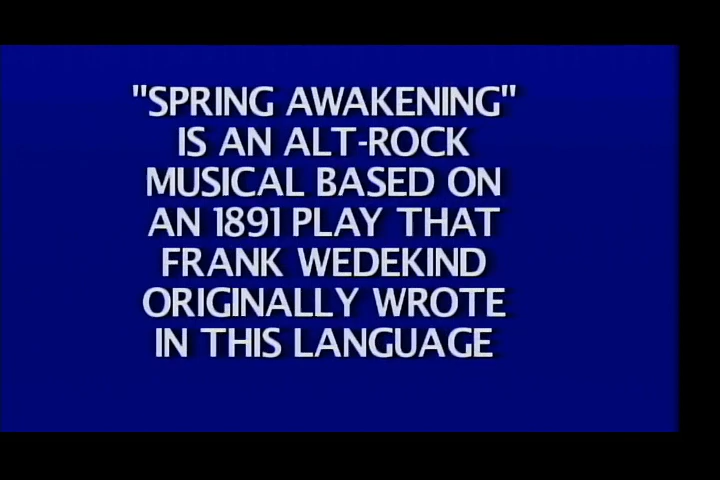 "SPRING AWAKENING"
IS AN ALT-ROCK
MUSICAL BASED ON
AN 1891 PLAY THAT
FRANK WEDEKIND
ORIGINALLY WROTE
IN THIS LANGUAGE